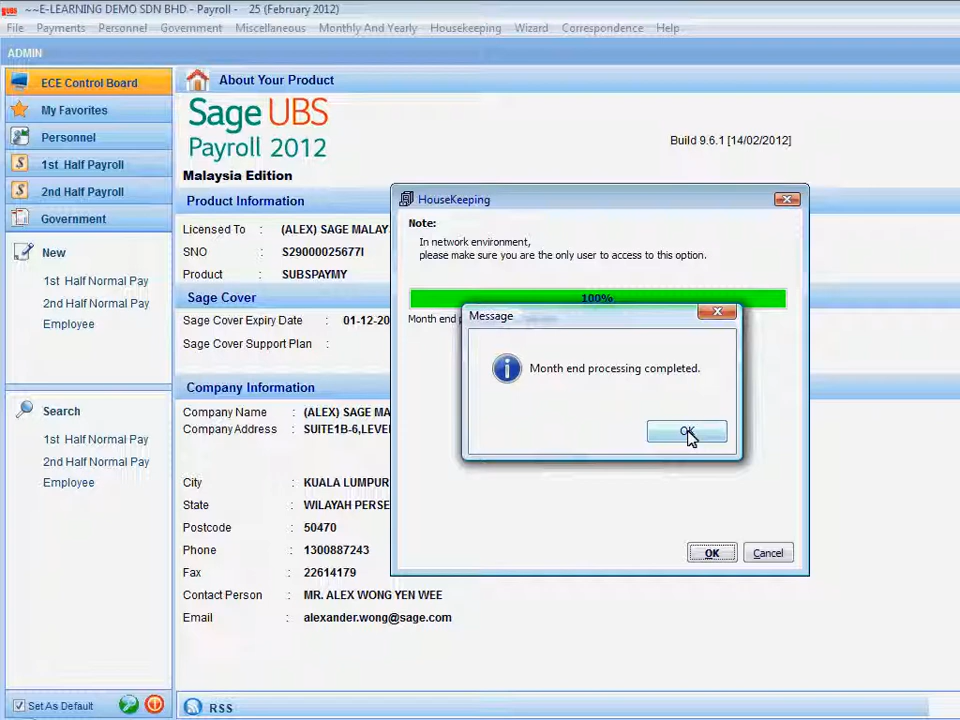 UBS ~~E-LEARNING DEMO SDN BHD - Payroll - 25 (February 2012)
File Payments Personnel Government Miscellaneous Monthly And Yearly Housekeeping Wizard Correspondence Help
ADMIN
ECE Control Board
My Favorites
Personnel
1st Half Payroll
2nd Half Payroll
Government
New
1st Half Normal Pay
2nd Half Normal Pay
Employee
Search
1st Half Normal Pay
2nd Half Normal Pay
Employee
Set As Default
About Your Product
Sage UBS
Payroll 2012
Build 9.6.1 [14/02/2012]
Malaysia Edition
Product Information
Licensed To : (ALEX) SAGE MALAY
SNO : S29000025677I
Product : SUBSPAYMY
Sage Cover
Sage Cover Expiry Date : 01-12-20
Sage Cover Support Plan :
Company Information
Company Name : (ALEX) SAGE MA
Company Address : SUITE1B-6,LEVEL
City : KUALA LUMPUR
State : WILAYAH PERSE
Postcode : 50470
Phone : 1300887243
Fax : 22614179
Contact Person : MR. ALEX WONG YEN WEE
Email : alexander.wong@sage.com
RSS
HouseKeeping
Note:
In network environment,
please make sure you are the only user to access to this option.
100%
Month end
Message
Month end processing completed.
OK
OK Cancel